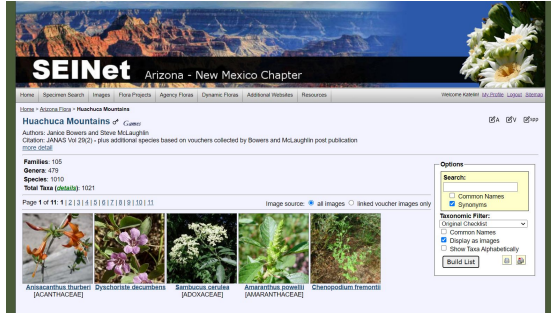 SEINet Arizona - New Mexico Chapter
Home Specimen Search Images Flora Projects Agency Floras Dynamic Floras Additional Websites Resources Welcome Katelin! My Profile Logout Sitemap
Home > Arizona Flora > Huachuca Mountains
Huachuca Mountains Games A V SPP
Authors: Janice Bowers and Steve McLaughlin
Citation: JANAS Vol 29(2) - plus additional species based on vouchers collected by Bowers and McLaughlin post publication
more detail
Families: 105
Genera: 479
Species: 1010
Total Taxa (details): 1021
Page 1 of 11: 1 | 2 | 3 | 4 | 5 | 6 | 7 | 8 | 9 | 10 | 11
Image source: all images linked voucher images only
Anisacanthus thurberi
[ACANTHACEAE]
Dyschoriste decumbens
Sambucus cerulea
[ADOXACEAE]
Amaranthus powellii
[AMARANTHACEAE]
Chenopodium fremontii
Options
Search:
Common Names
Synonyms
Taxonomic Filter:
Original Checklist
Common Names
Display as images
Show Taxa Alphabetically
Build List